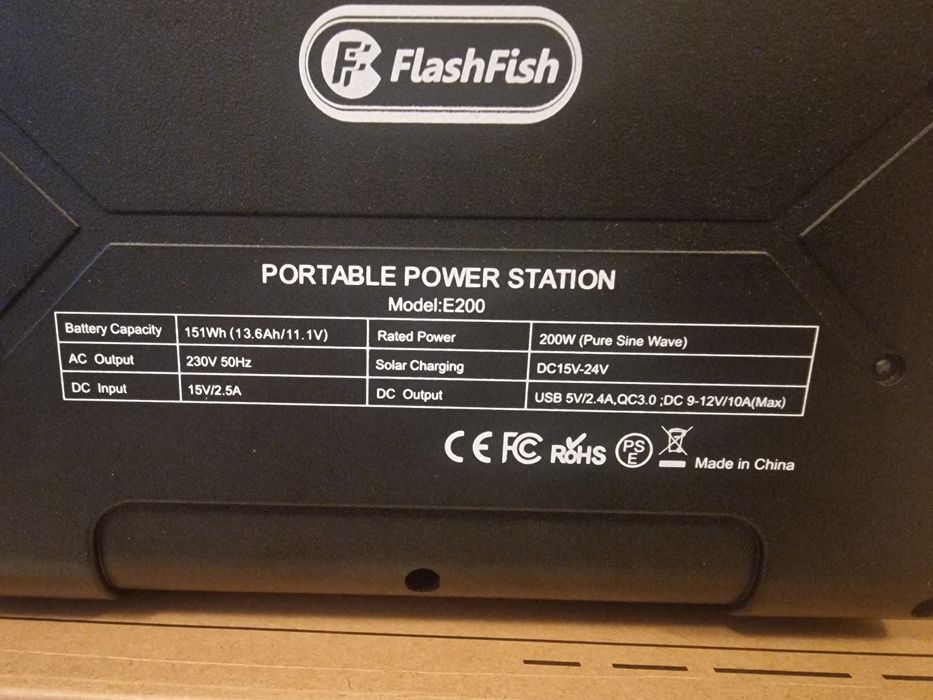 FlashFish
PORTABLE POWER STATION
Model:E200
Battery Capacity 151Wh (13.6Ah/11.1V) Rated Power 200W (Pure Sine Wave)
AC Output 230V 50Hz Solar Charging DC15V-24V
DC Input 15V/2.5A DC Output USB 5V/2.4A,QC3.0 ;DC 9-12V/10A(Max)
CE FC RoHS PSE Made in China